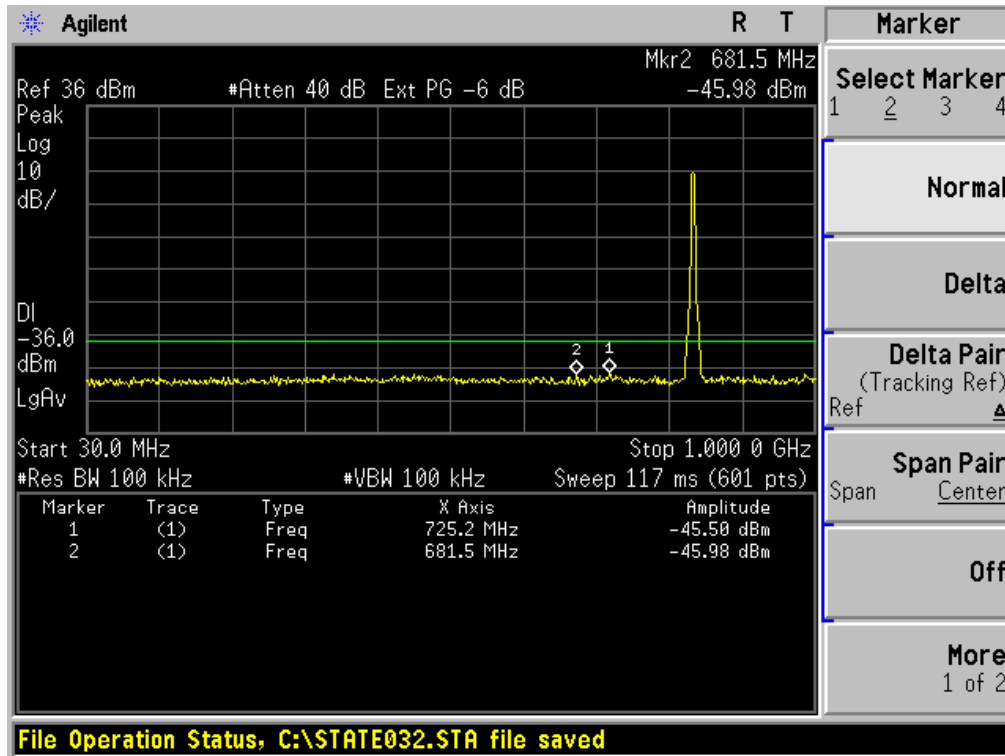 Agilent R T
Mkr2 681.5 MHz
Ref 36 dBm #Atten 40 dB Ext PG -6 dB -45.98 dBm
Peak
Log
10
dB/
DI
-36.0
dBm
LgAv
2 1
Start 30.0 MHz Stop 1.000 0 GHz
#Res BW 100 kHz #VBW 100 kHz Sweep 117 ms (601 pts)
Marker Trace Type X Axis Amplitude
1 (1) Freq 725.2 MHz -45.50 dBm
2 (1) Freq 681.5 MHz -45.98 dBm
File Operation Status, C:\STATE032.STA file saved
Marker
Select Marker
1 2 3 4
Normal
Delta
Delta Pair
(Tracking Ref)
Ref Δ
Span Pair
Span Center
Off
More
1 of 2